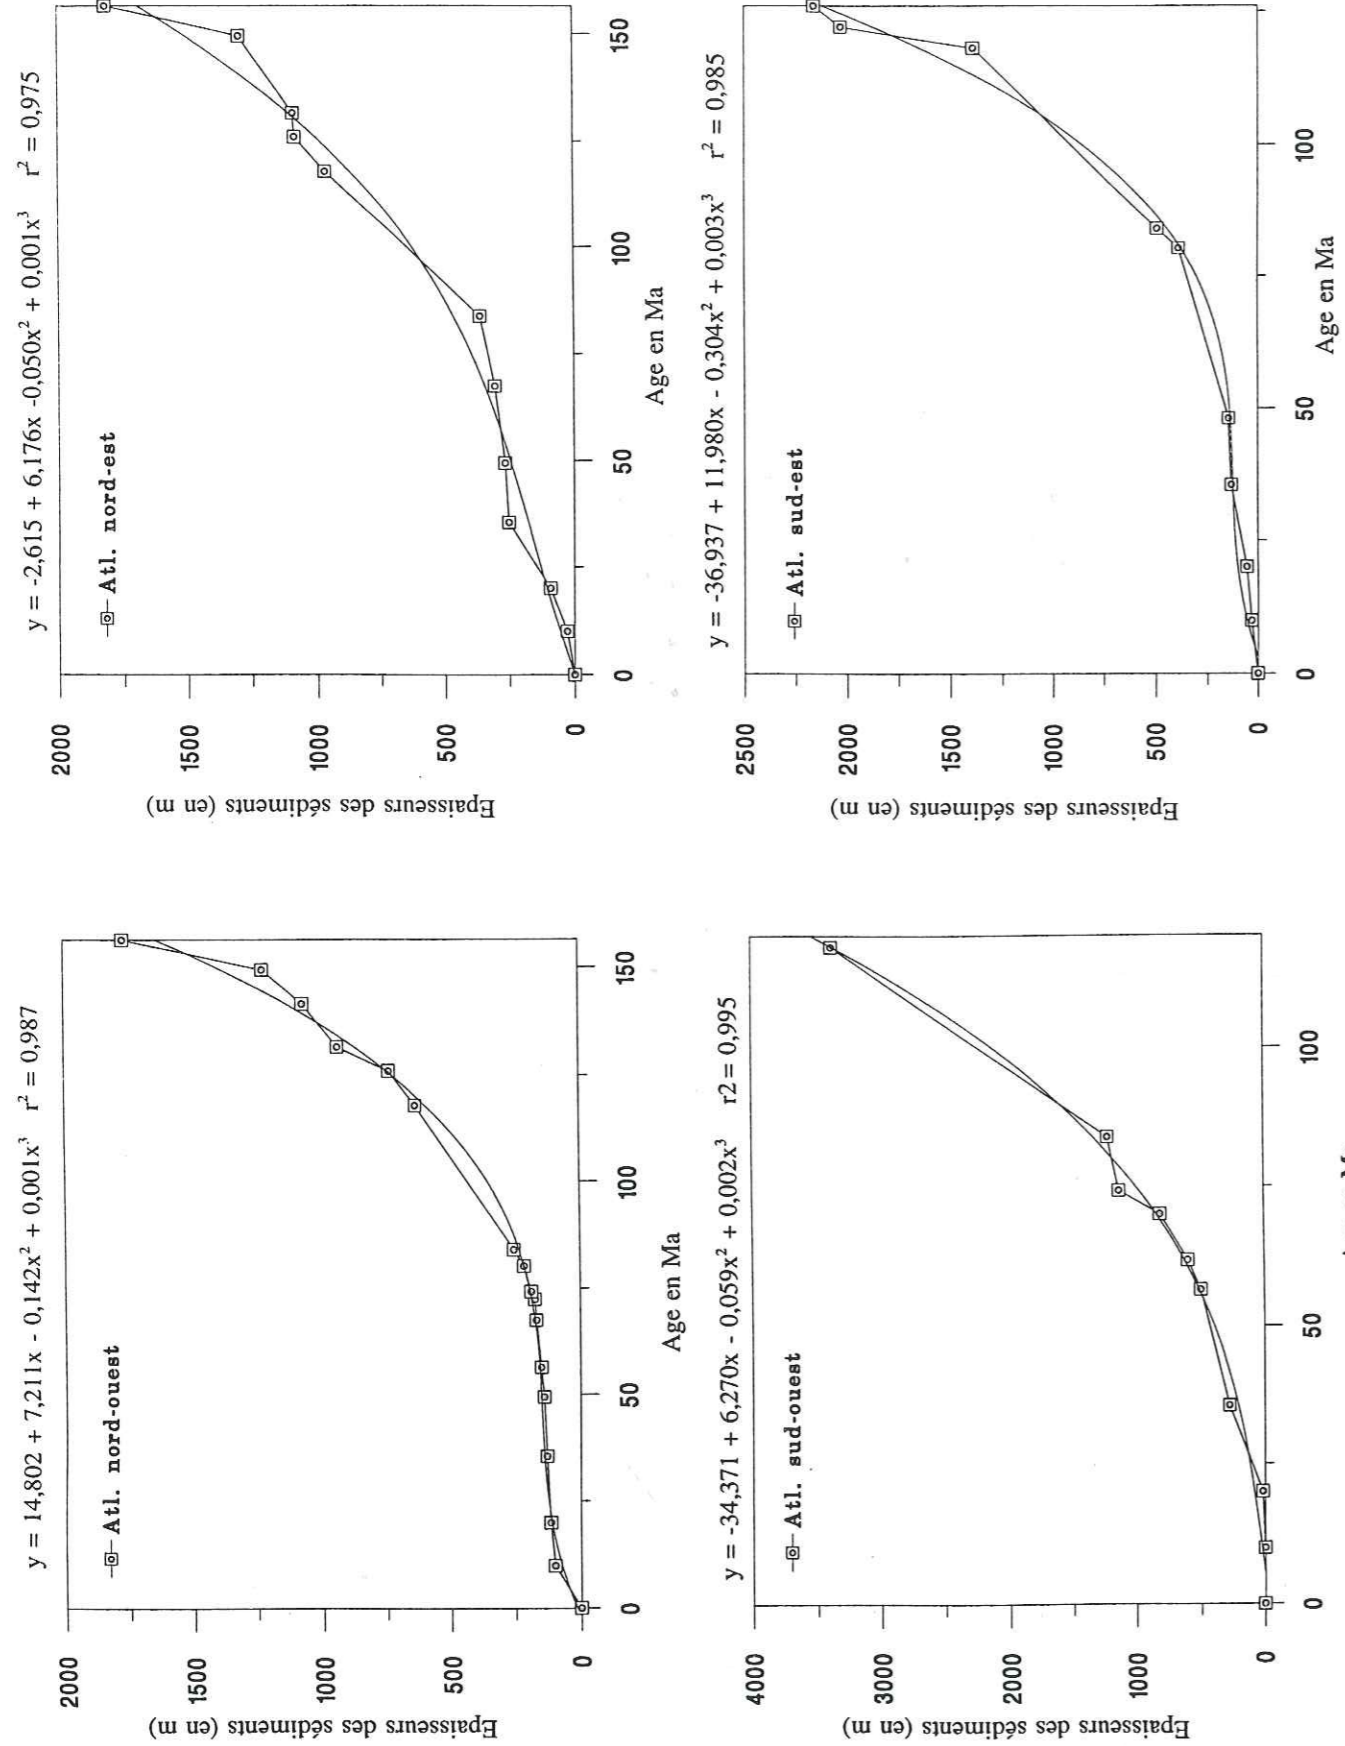 y = 14,802 + 7,211x - 0,142x² + 0,001x³ r² = 0,987
Atl. nord-ouest
Epaisseurs des sédiments (en m)
2000
1500
1000
500
0
0
50
100
150
Age en Ma
y = -2,615 + 6,176x -0,050x² + 0,001x³ r² = 0,975
Atl. nord-est
Epaisseurs des sédiments (en m)
2000
1500
1000
500
0
0
50
100
150
Age en Ma
y = -34,371 + 6,270x - 0,059x² + 0,002x³ r2 = 0,995
Atl. sud-ouest
Epaisseurs des sédiments (en m)
4000
3000
2000
1000
0
0
50
100
y = -36,937 + 11,980x - 0,304x² + 0,003x³ r² = 0,985
Atl. sud-est
Epaisseurs des sédiments (en m)
2500
2000
1500
1000
500
0
0
50
100
Age en Ma